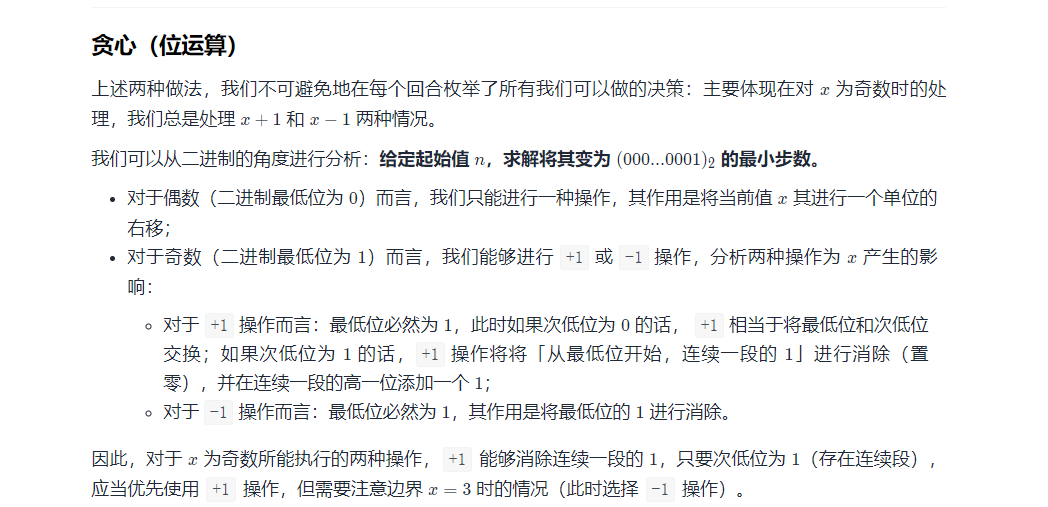 贪心（位运算）
上述两种做法，我们不可避免地在每个回合枚举了所有我们可以做的决策：主要体现在对 x 为奇数时的处
理，我们总是处理 x + 1 和 x − 1 两种情况。
我们可以从二进制的角度进行分析：给定起始值 n，求解将其变为 (000...0001)₂ 的最小步数。
• 对于偶数（二进制最低位为 0）而言，我们只能进行一种操作，其作用是将当前值 x 其进行一个单位的
右移；
• 对于奇数（二进制最低位为 1）而言，我们能够进行 +1 或 −1 操作，分析两种操作为 x 产生的影
响：
◦ 对于 +1 操作而言：最低位必然为 1，此时如果次低位为 0 的话， +1 相当于将最低位和次低位
交换；如果次低位为 1 的话，+1 操作将将「从最低位开始，连续一段的 1」进行消除（置
零），并在连续一段的高一位添加一个 1；
◦ 对于 −1 操作而言：最低位必然为 1，其作用是将最低位的 1 进行消除。
因此，对于 x 为奇数所能执行的两种操作， +1 能够消除连续一段的 1，只要次低位为 1（存在连续段），
应当优先使用 +1 操作，但需要注意边界 x = 3 时的情况（此时选择 −1 操作）。